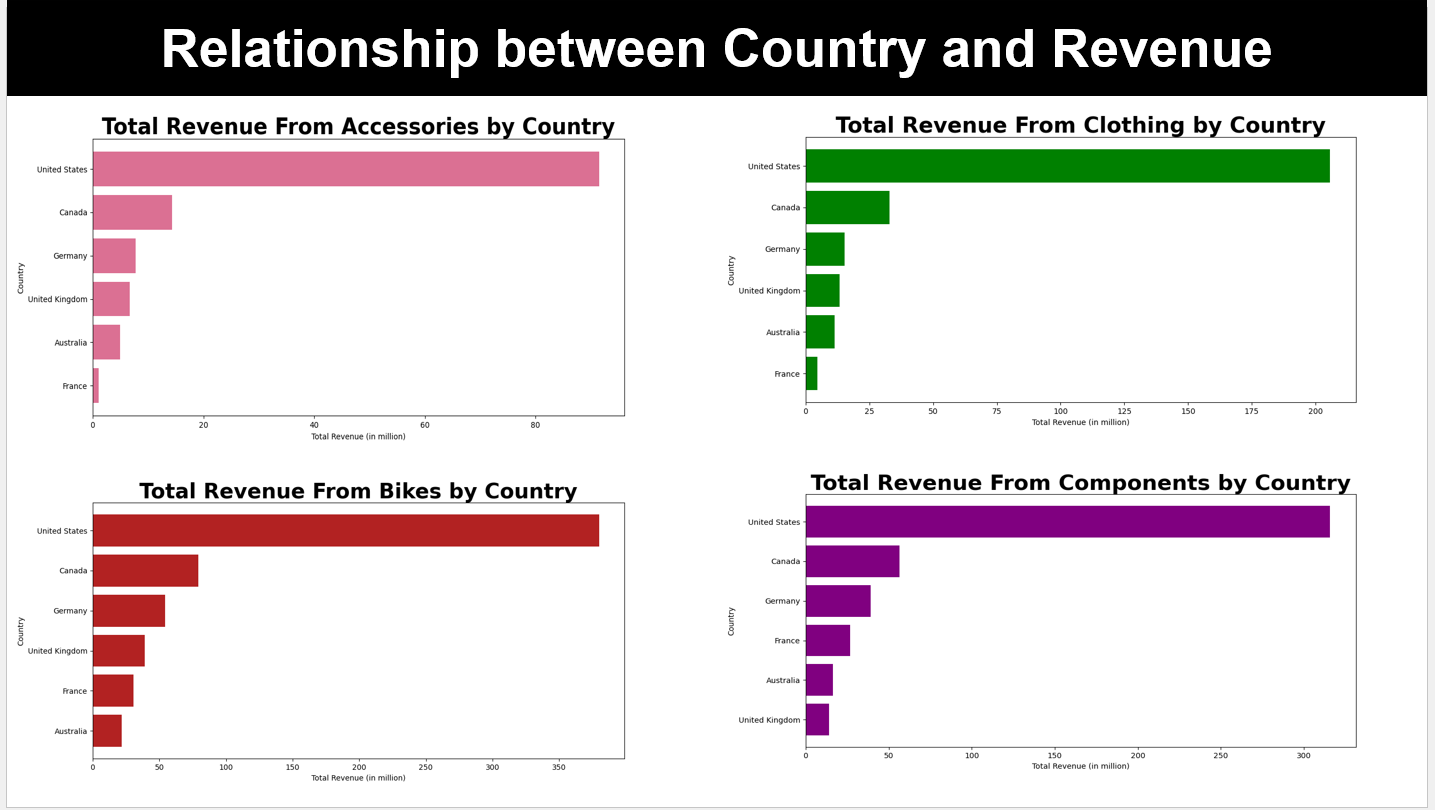 Relationship between Country and Revenue
Total Revenue From Accessories by Country
United States
Canada
Germany
United Kingdom
Australia
France
Country
0 20 40 60 80
Total Revenue (in million)
Total Revenue From Clothing by Country
United States
Canada
Germany
United Kingdom
Australia
France
Country
0 25 50 75 100 125 150 175 200
Total Revenue (in million)
Total Revenue From Bikes by Country
United States
Canada
Germany
United Kingdom
France
Australia
Country
0 50 100 150 200 250 300 350
Total Revenue (in million)
Total Revenue From Components by Country
United States
Canada
Germany
France
Australia
United Kingdom
Country
0 50 100 150 200 250 300
Total Revenue (in million)